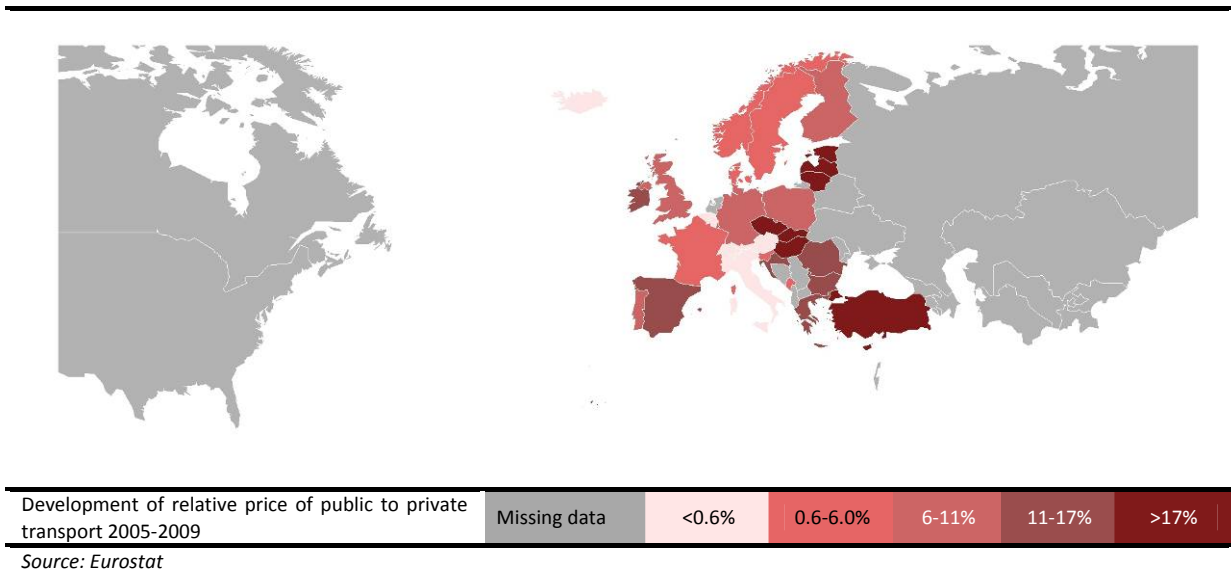 Development of relative price of public to private
transport 2005-2009
Missing data
<0.6%
0.6-6.0%
6-11%
11-17%
>17%
Source: Eurostat